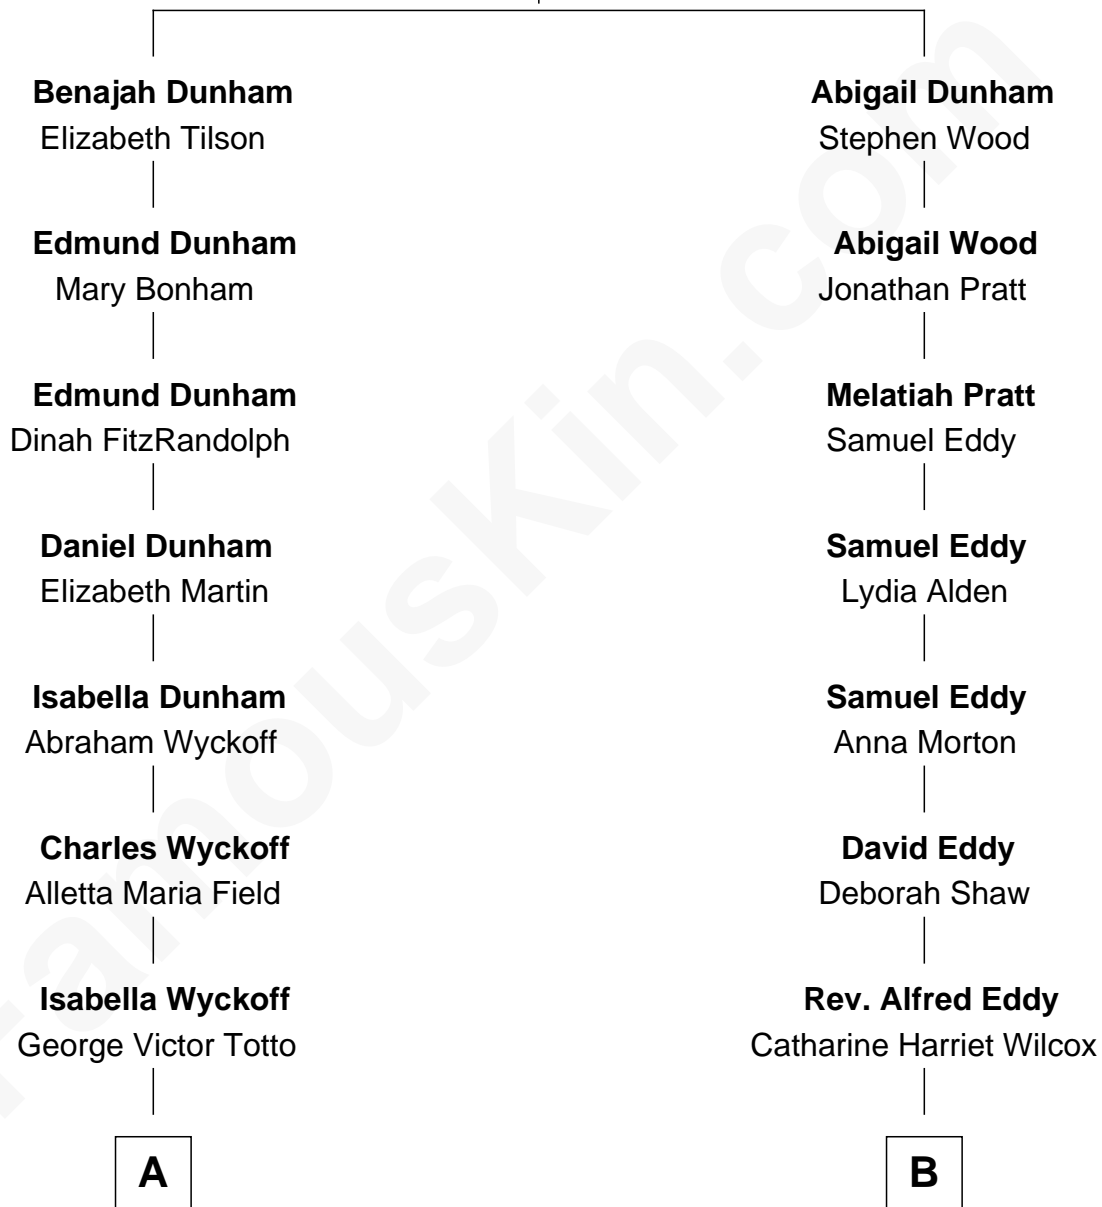 Benajah Dunham
Elizabeth Tilson
Edmund Dunham
Mary Bonham
Edmund Dunham
Dinah FitzRandolph
Daniel Dunham
Elizabeth Martin
Isabella Dunham
Abraham Wyckoff
Charles Wyckoff
Alletta Maria Field
Isabella Wyckoff
George Victor Totto
A
Abigail Dunham
Stephen Wood
Abigail Wood
Jonathan Pratt
Melatiah Pratt
Samuel Eddy
Samuel Eddy
Lydia Alden
Samuel Eddy
Anna Morton
David Eddy
Deborah Shaw
Rev. Alfred Eddy
Catharine Harriet Wilcox
B
FamousKin.com